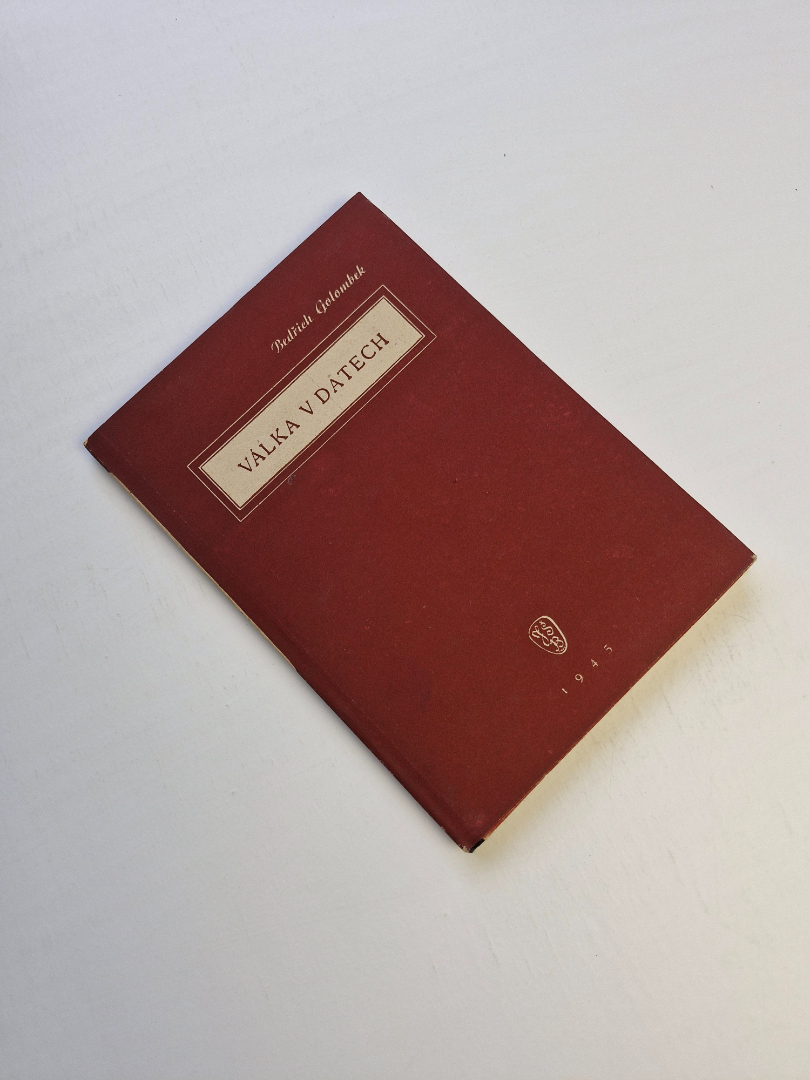 Bedřich Golombek
VÁLKA V DATECH
1945